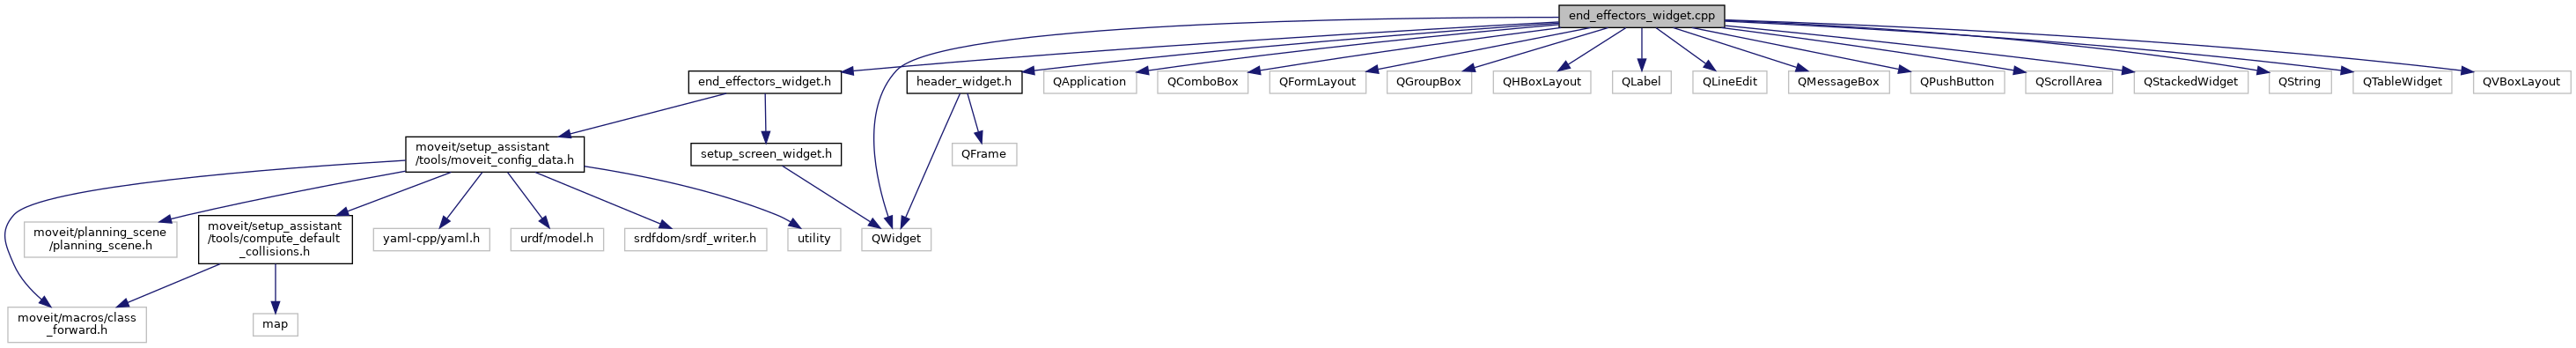 end_effectors_widget.cpp
end_effectors_widget.h
header_widget.h
QApplication
QComboBox
QFormLayout
QGroupBox
QHBoxLayout
QLabel
QLineEdit
QMessageBox
QPushButton
QScrollArea
QStackedWidget
QString
QTableWidget
QVBoxLayout
moveit/setup_assistant
/tools/moveit_config_data.h
setup_screen_widget.h
QFrame
moveit/planning_scene
/planning_scene.h
moveit/setup_assistant
/tools/compute_default
_collisions.h
yaml-cpp/yaml.h
urdf/model.h
srdfdom/srdf_writer.h
utility
QWidget
moveit/macros/class
_forward.h
map